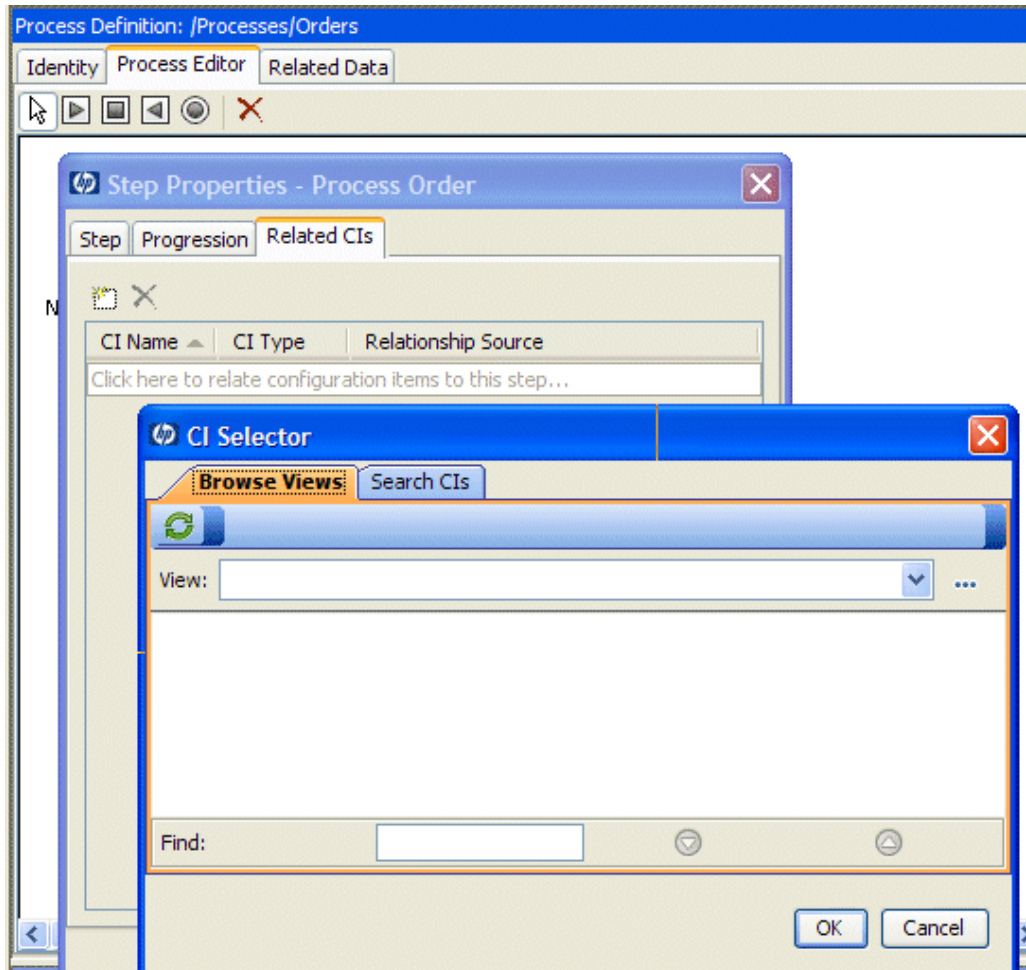 Process Definition: /Processes/Orders
Identity Process Editor Related Data
hp Step Properties - Process Order
Step Progression Related CIs
N
CI Name CI Type Relationship Source
Click here to relate configuration items to this step...
hp CI Selector
Browse Views Search CIs
View: ...
Find:
OK Cancel